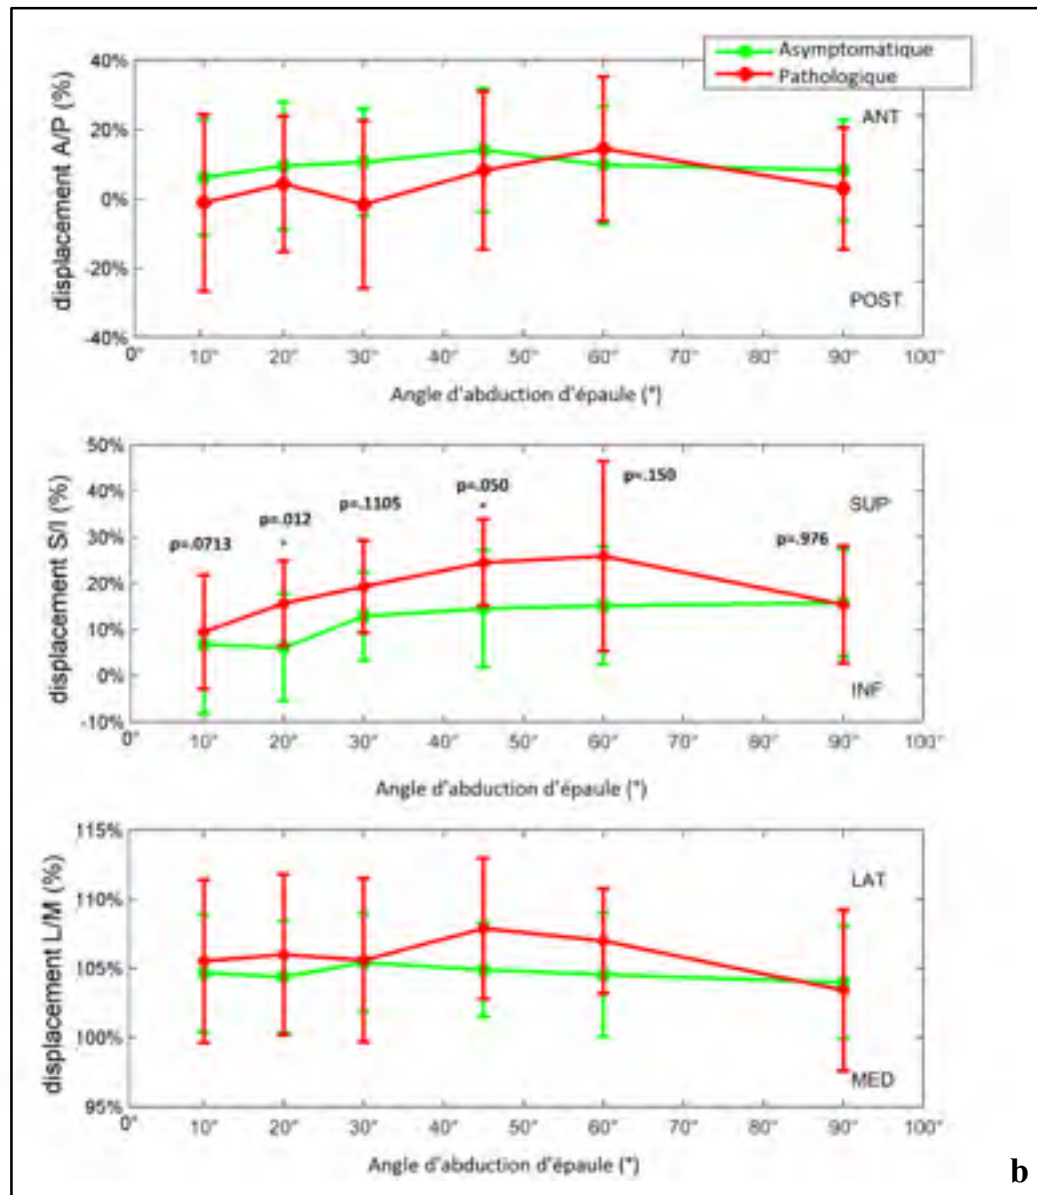 Asymptomatique
Pathologique
displacement A/P (%)
40%
20%
0%
-20%
-40%
ANT
POST
0° 10° 20° 30° 40° 50° 60° 70° 80° 90° 100°
Angle d'abduction d'épaule (°)
displacement S/I (%)
50%
40%
30%
20%
10%
0%
-10%
p=.0713
p=.012
*
p=.1105
p=.050
*
p=.150
p=.976
SUP
INF
0° 10° 20° 30° 40° 50° 60° 70° 80° 90° 100°
Angle d'abduction d'épaule (°)
displacement L/M (%)
115%
110%
105%
100%
95%
LAT
MED
0° 10° 20° 30° 40° 50° 60° 70° 80° 90° 100°
Angle d'abduction d'épaule (°)
b